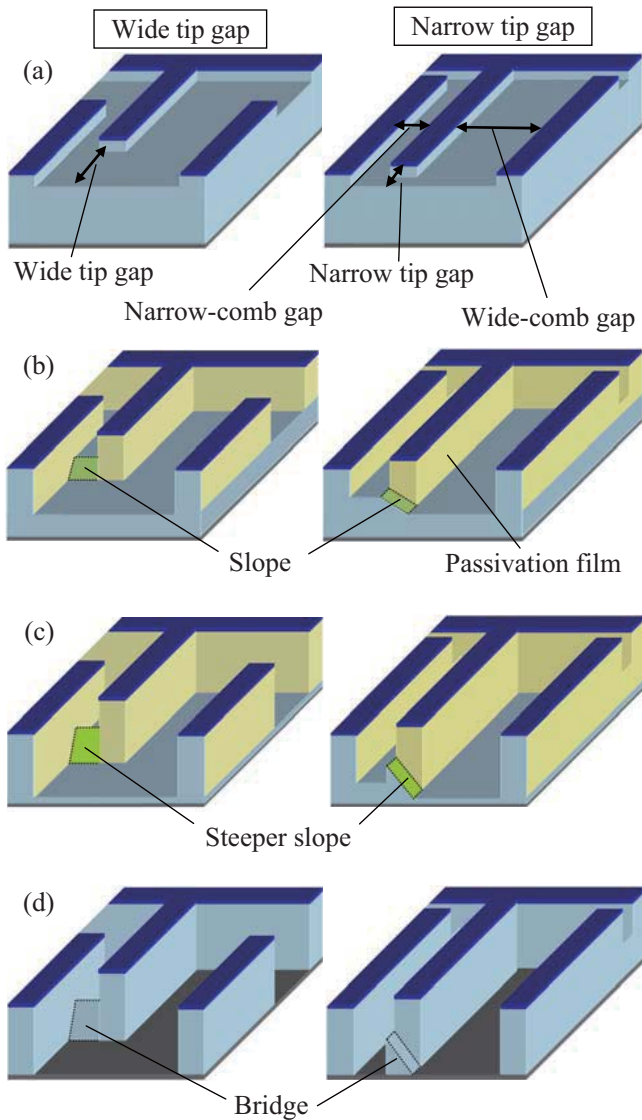 Wide tip gap
Narrow tip gap
(a)
Wide tip gap
Narrow tip gap
Narrow-comb gap
Wide-comb gap
(b)
Slope
Passivation film
(c)
Steeper slope
(d)
Bridge